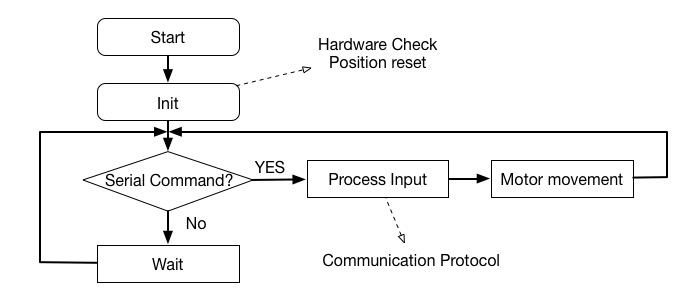 Start
Hardware Check
Position reset
Init
Serial Command?
YES
Process Input
Motor movement
No
Wait
Communication Protocol